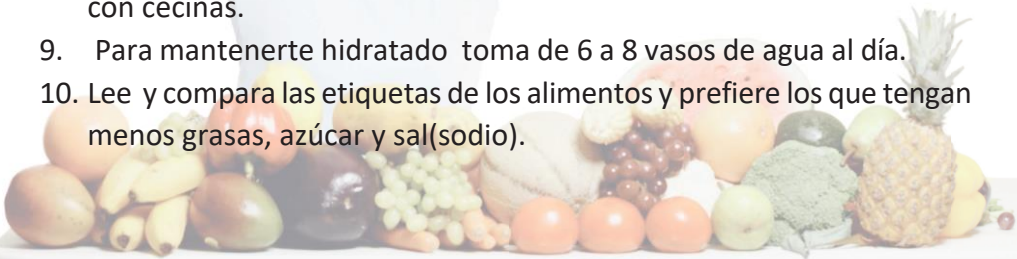 con cecinas.
9. Para mantenerte hidratado toma de 6 a 8 vasos de agua al día.
10. Lee y compara las etiquetas de los alimentos y prefiere los que tengan
menos grasas, azúcar y sal(sodio).